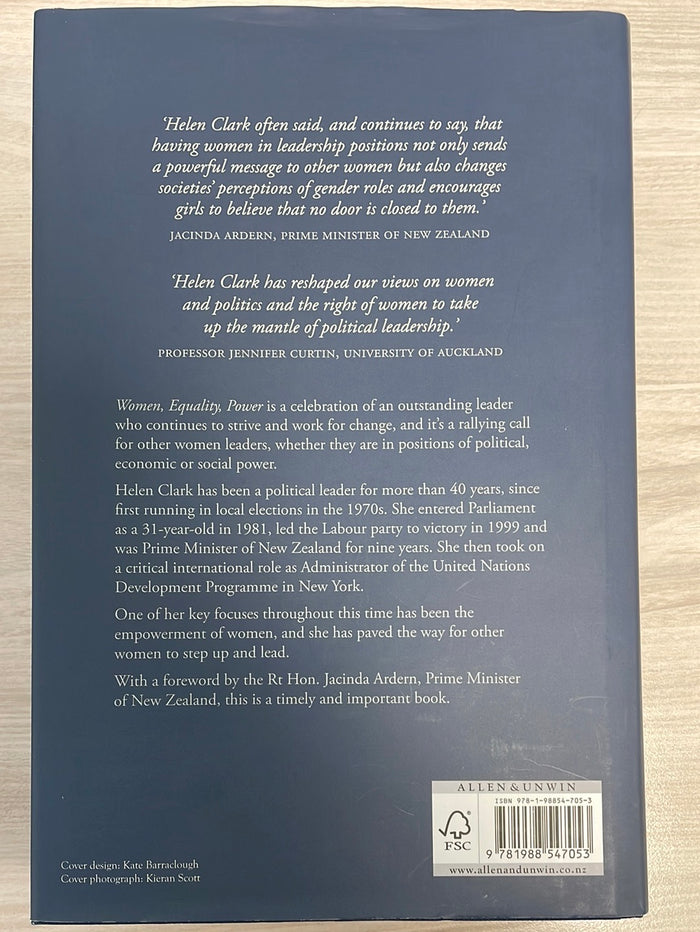 ‘Helen Clark often said, and continues to say, that
having women in leadership positions not only sends
a powerful message to other women but also changes
societies’ perceptions of gender roles and encourages
girls to believe that no door is closed to them.’
JACINDA ARDERN, PRIME MINISTER OF NEW ZEALAND
‘Helen Clark has reshaped our views on women
and politics and the right of women to take
up the mantle of political leadership.’
PROFESSOR JENNIFER CURTIN, UNIVERSITY OF AUCKLAND
Women, Equality, Power is a celebration of an outstanding leader
who continues to strive and work for change, and it’s a rallying call
for other women leaders, whether they are in positions of political,
economic or social power.
Helen Clark has been a political leader for more than 40 years, since
first running in local elections in the 1970s. She entered Parliament
as a 31-year-old in 1981, led the Labour party to victory in 1999 and
was Prime Minister of New Zealand for nine years. She then took on
a critical international role as Administrator of the United Nations
Development Programme in New York.
One of her key focuses throughout this time has been the
empowerment of women, and she has paved the way for other
women to step up and lead.
With a foreword by the Rt Hon. Jacinda Ardern, Prime Minister
of New Zealand, this is a timely and important book.
ALLEN & UNWIN
ISBN 978-1-98854-705-3
FSC
9 781988 547053
www.allenandunwin.co.nz
Cover design: Kate Barraclough
Cover photograph: Kieran Scott